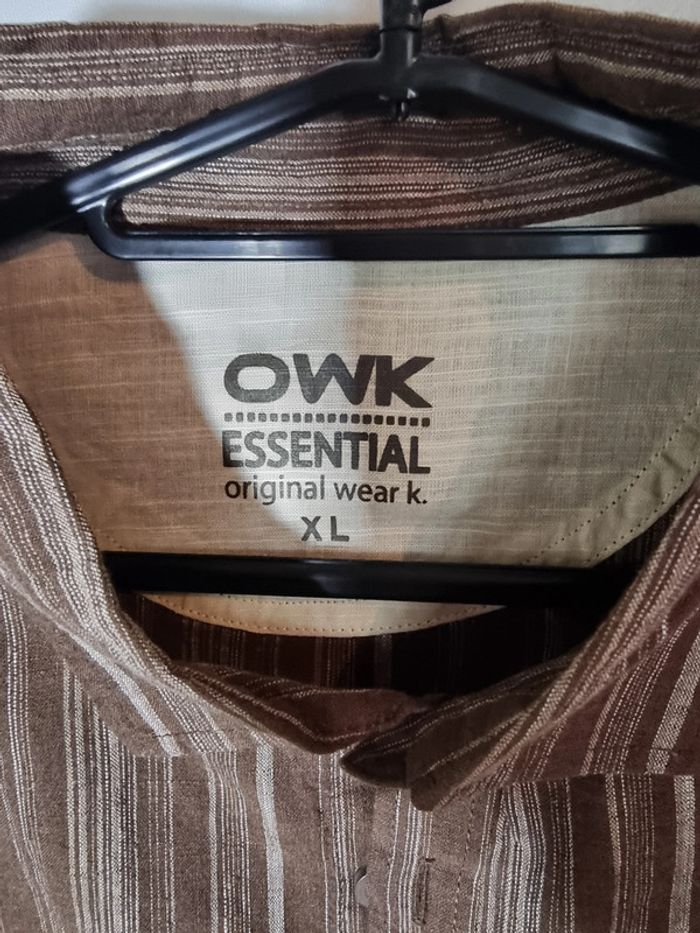 OWK
ESSENTIAL
original wear k.
XL